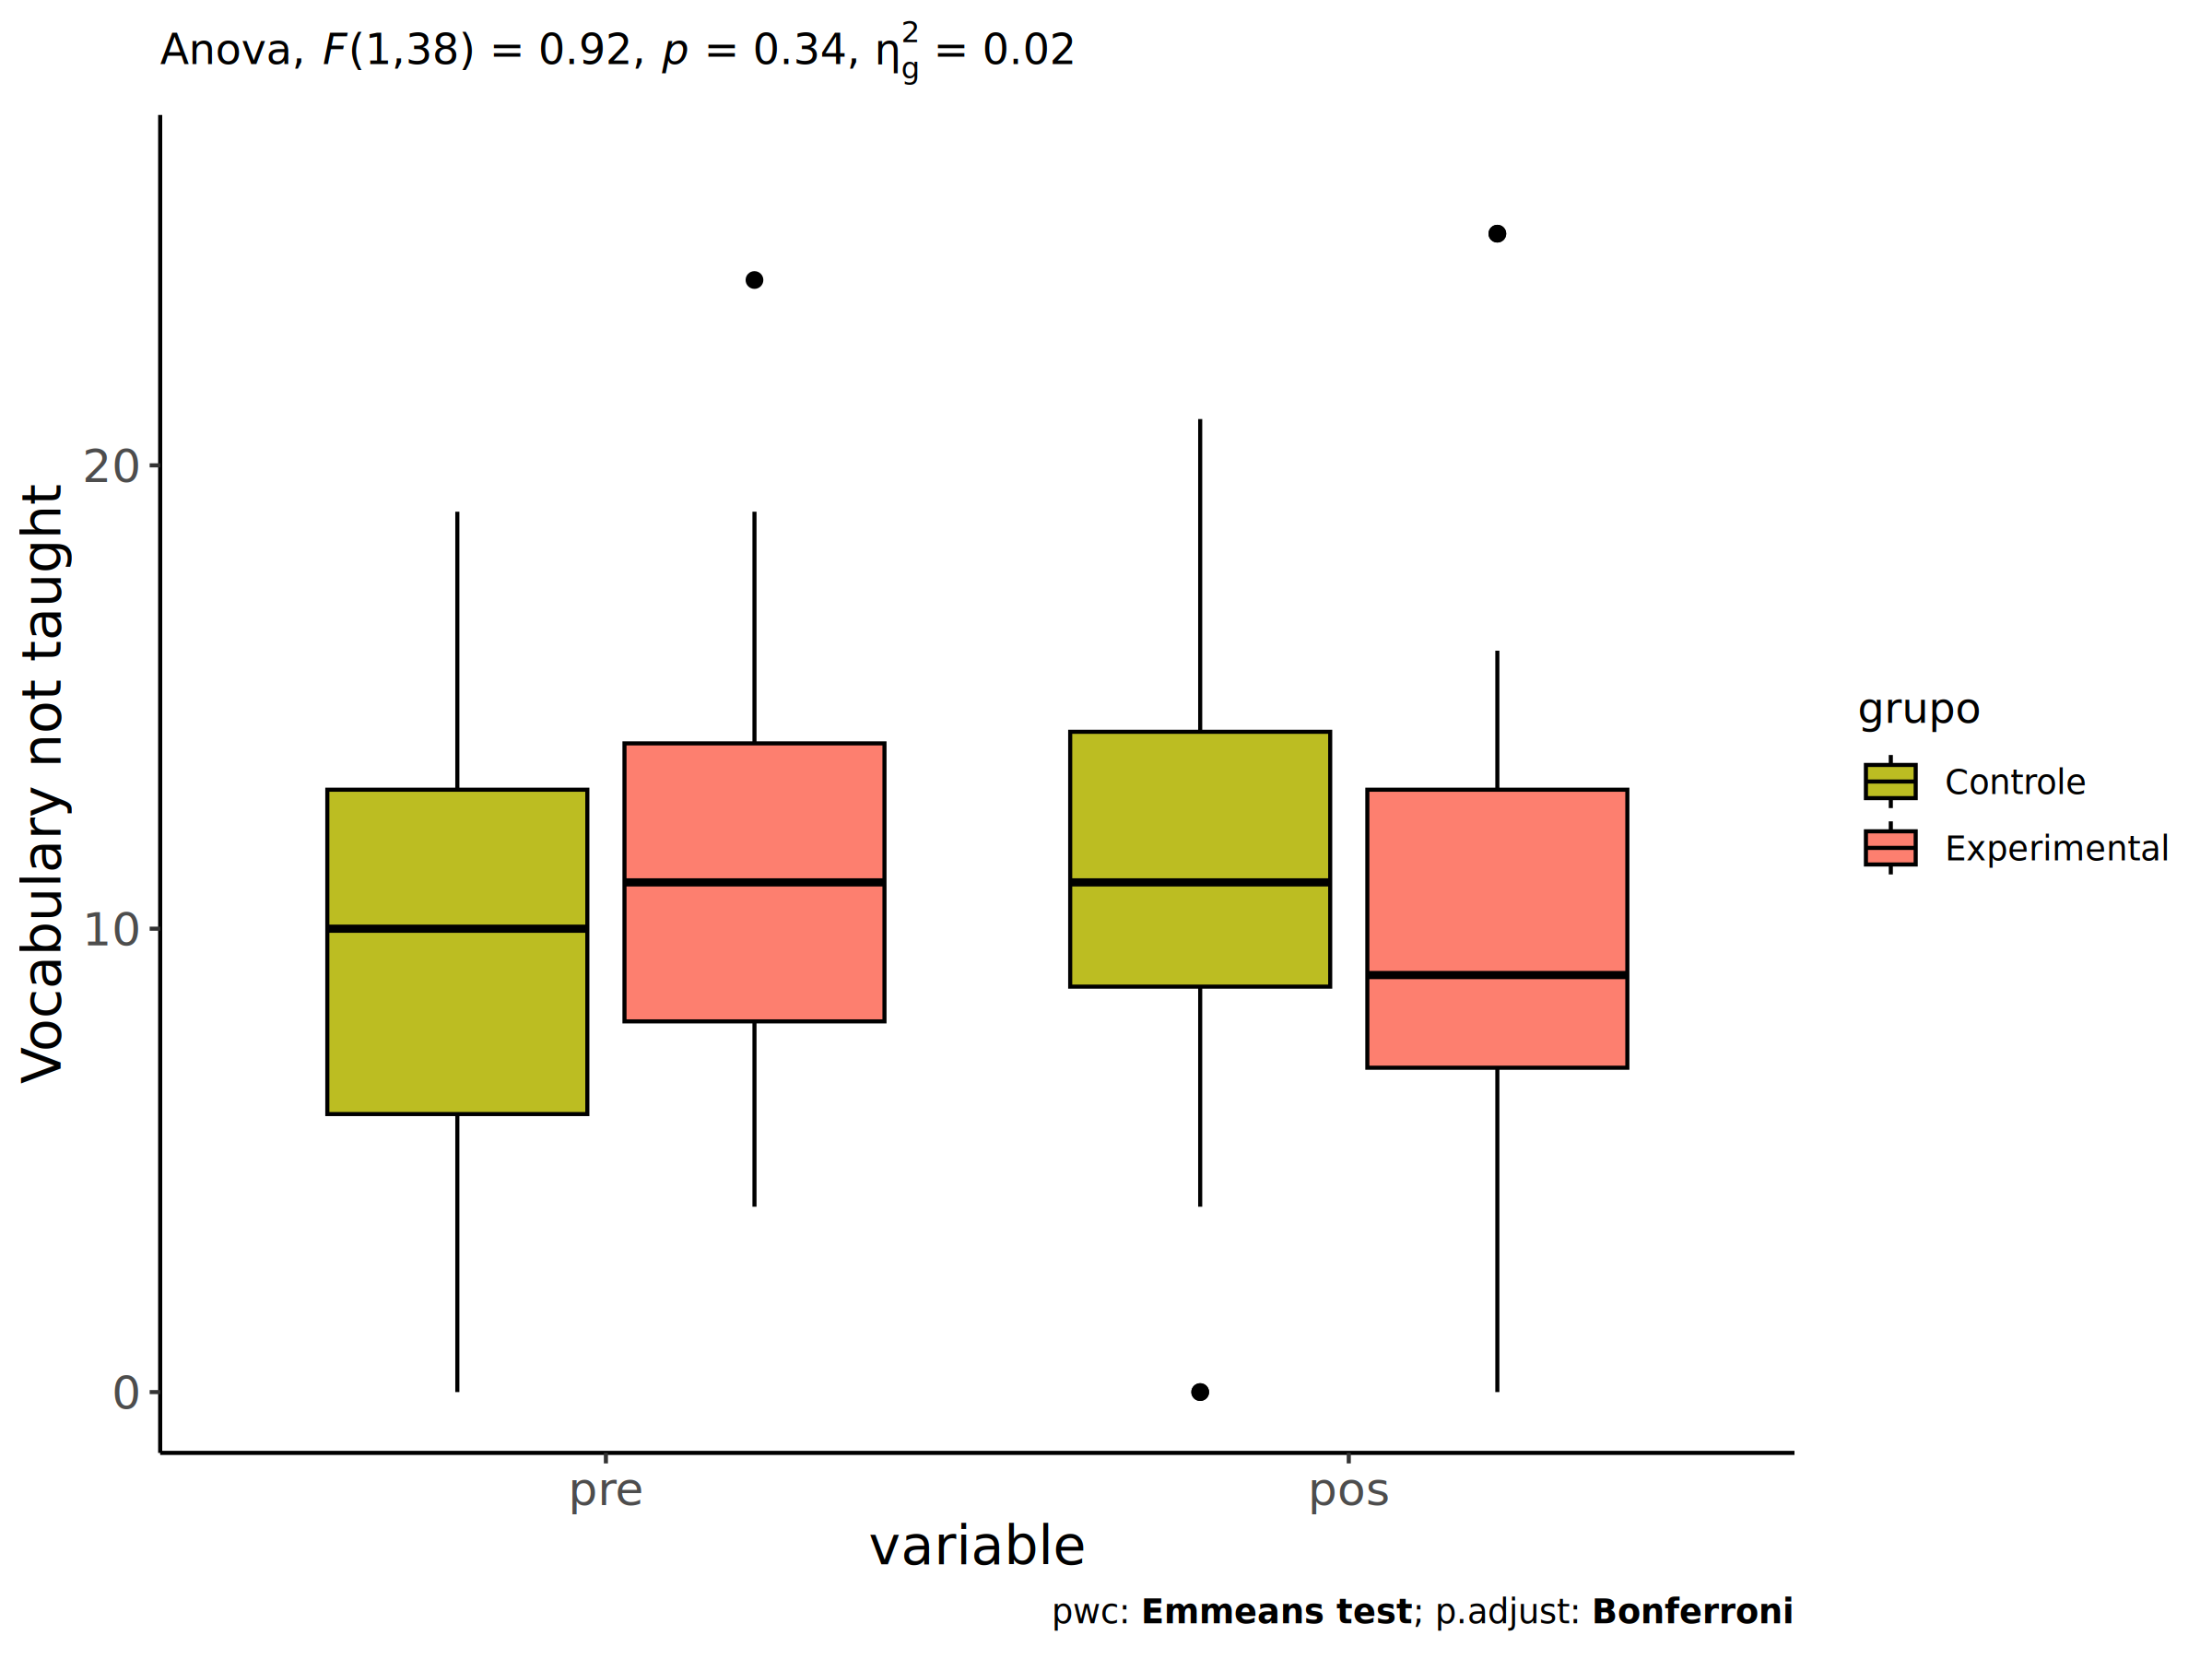 Anova, F(1,38) = 0.92, p = 0.34, η²g = 0.02
Vocabulary not taught
20
10
0
pre
pos
variable
grupo
Controle
Experimental
pwc: Emmeans test; p.adjust: Bonferroni